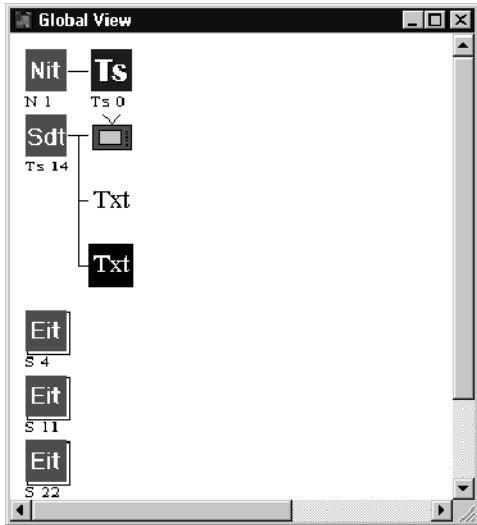 Global View
Nit Ts
N 1 Ts 0
Sdt
Ts 14
Txt
Txt
Eit
S 4
Eit
S 11
Eit
S 22